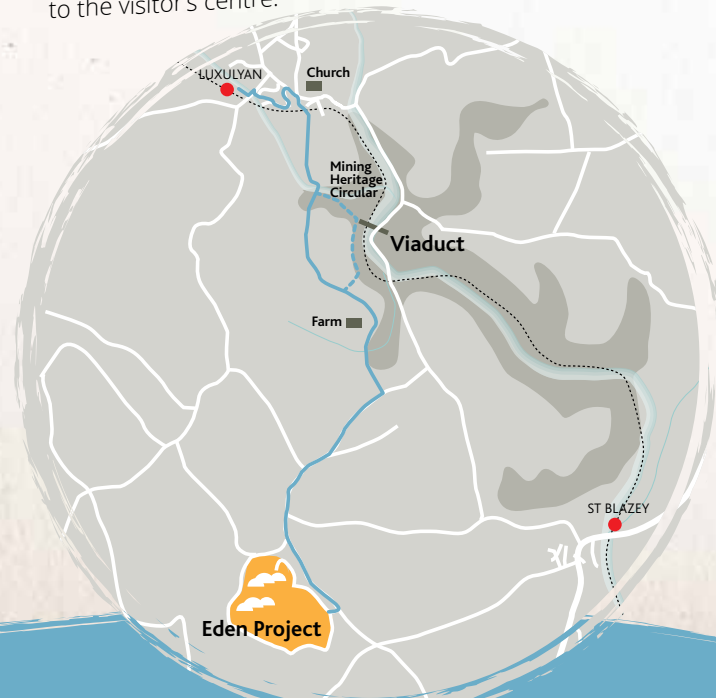 to the visitor's centre.
LUXULYAN
Church
Mining
Heritage
Circular
Viaduct
Farm
ST BLAZEY
Eden Project